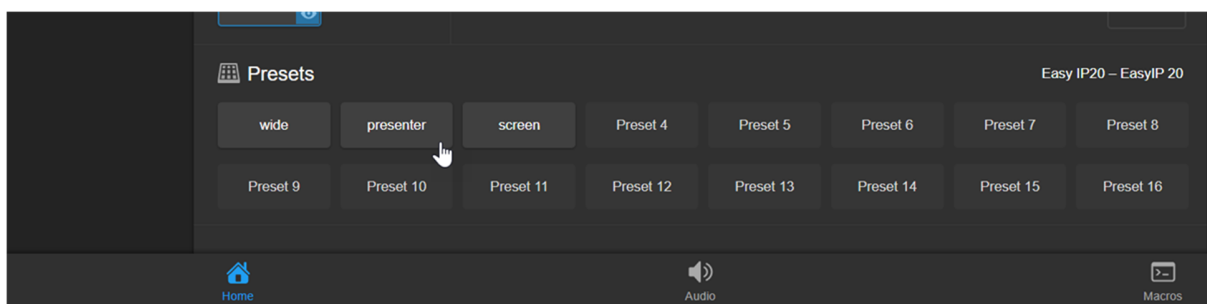 Presets
Easy IP20 – EasyIP 20
wide presenter screen Preset 4 Preset 5 Preset 6 Preset 7 Preset 8
Preset 9 Preset 10 Preset 11 Preset 12 Preset 13 Preset 14 Preset 15 Preset 16
Home Audio Macros